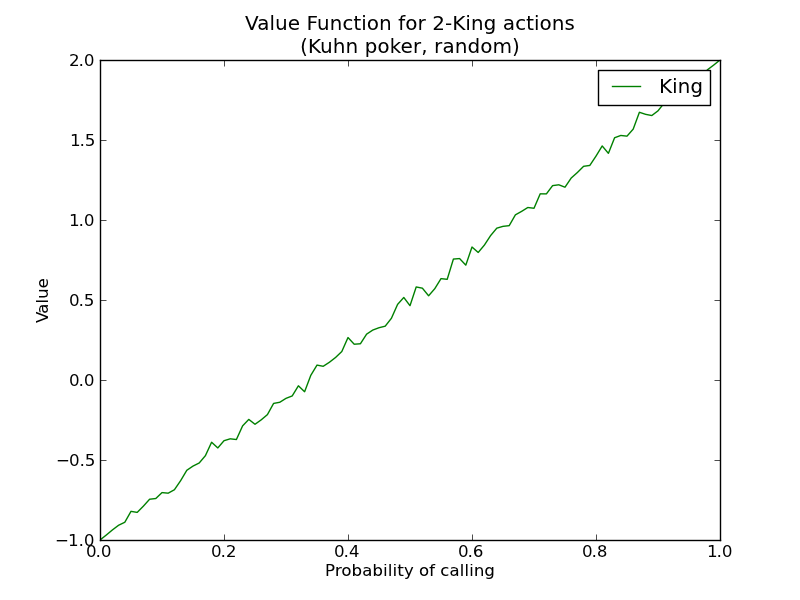 Value Function for 2-King actions
(Kuhn poker, random)
King
2.0
1.5
1.0
0.5
0.0
−0.5
−1.0
Value
0.0 0.2 0.4 0.6 0.8 1.0
Probability of calling